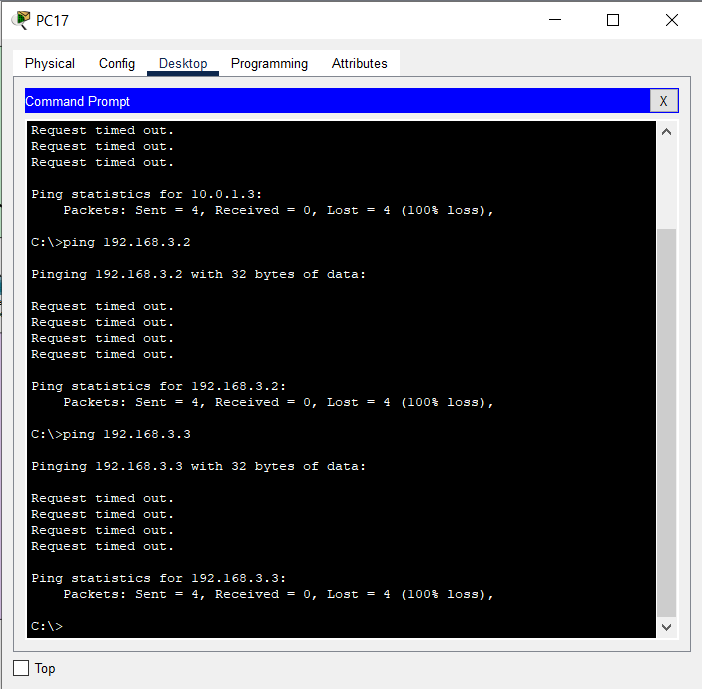 PC17
Physical Config Desktop Programming Attributes
Command Prompt X
Request timed out.
Request timed out.
Request timed out.
Ping statistics for 10.0.1.3:
Packets: Sent = 4, Received = 0, Lost = 4 (100% loss),
C:\>ping 192.168.3.2
Pinging 192.168.3.2 with 32 bytes of data:
Request timed out.
Request timed out.
Request timed out.
Request timed out.
Ping statistics for 192.168.3.2:
Packets: Sent = 4, Received = 0, Lost = 4 (100% loss),
C:\>ping 192.168.3.3
Pinging 192.168.3.3 with 32 bytes of data:
Request timed out.
Request timed out.
Request timed out.
Request timed out.
Ping statistics for 192.168.3.3:
Packets: Sent = 4, Received = 0, Lost = 4 (100% loss),
C:\>
Top